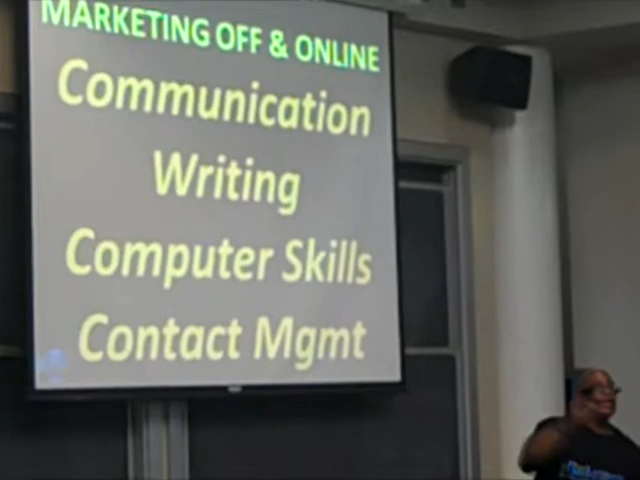 MARKETING OFF & ONLINE
Communication
Writing
Computer Skills
Contact Mgmt